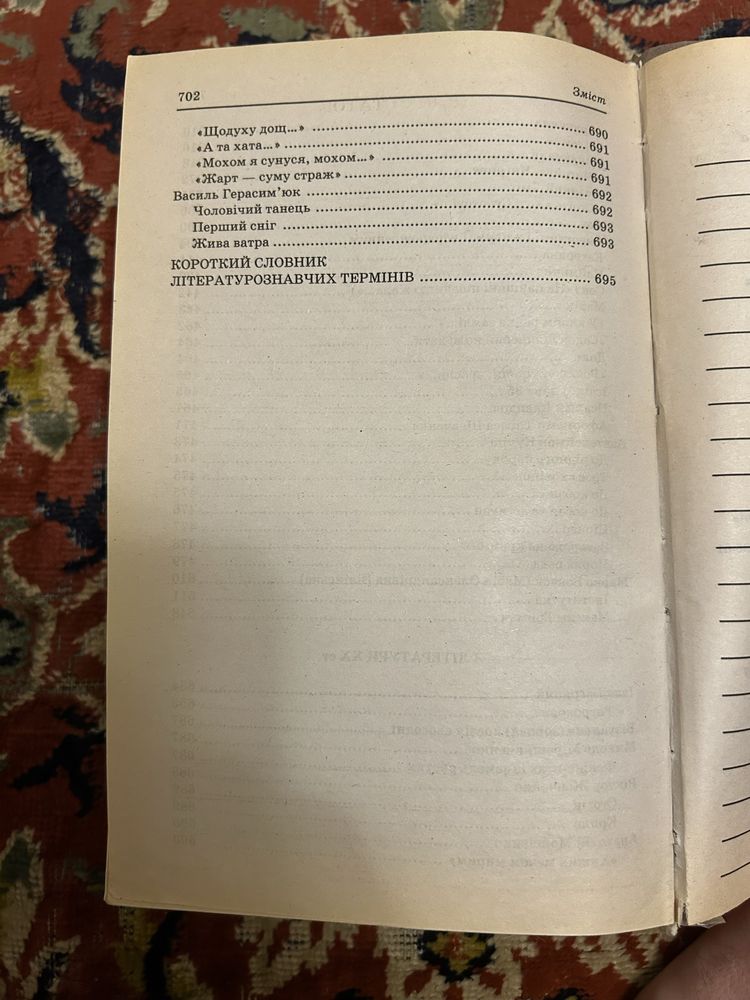 702 Зміст
«Щодуху дощ...» 690
«А та хата...» 691
«Мохом я сунуся, мохом...» 691
«Жарт — суму страж» 691
Василь Герасим’юк 692
Чоловічий танець 692
Перший сніг 693
Жива ватра 693
КОРОТКИЙ СЛОВНИК
ЛІТЕРАТУРОЗНАВЧИХ ТЕРМІНІВ 695